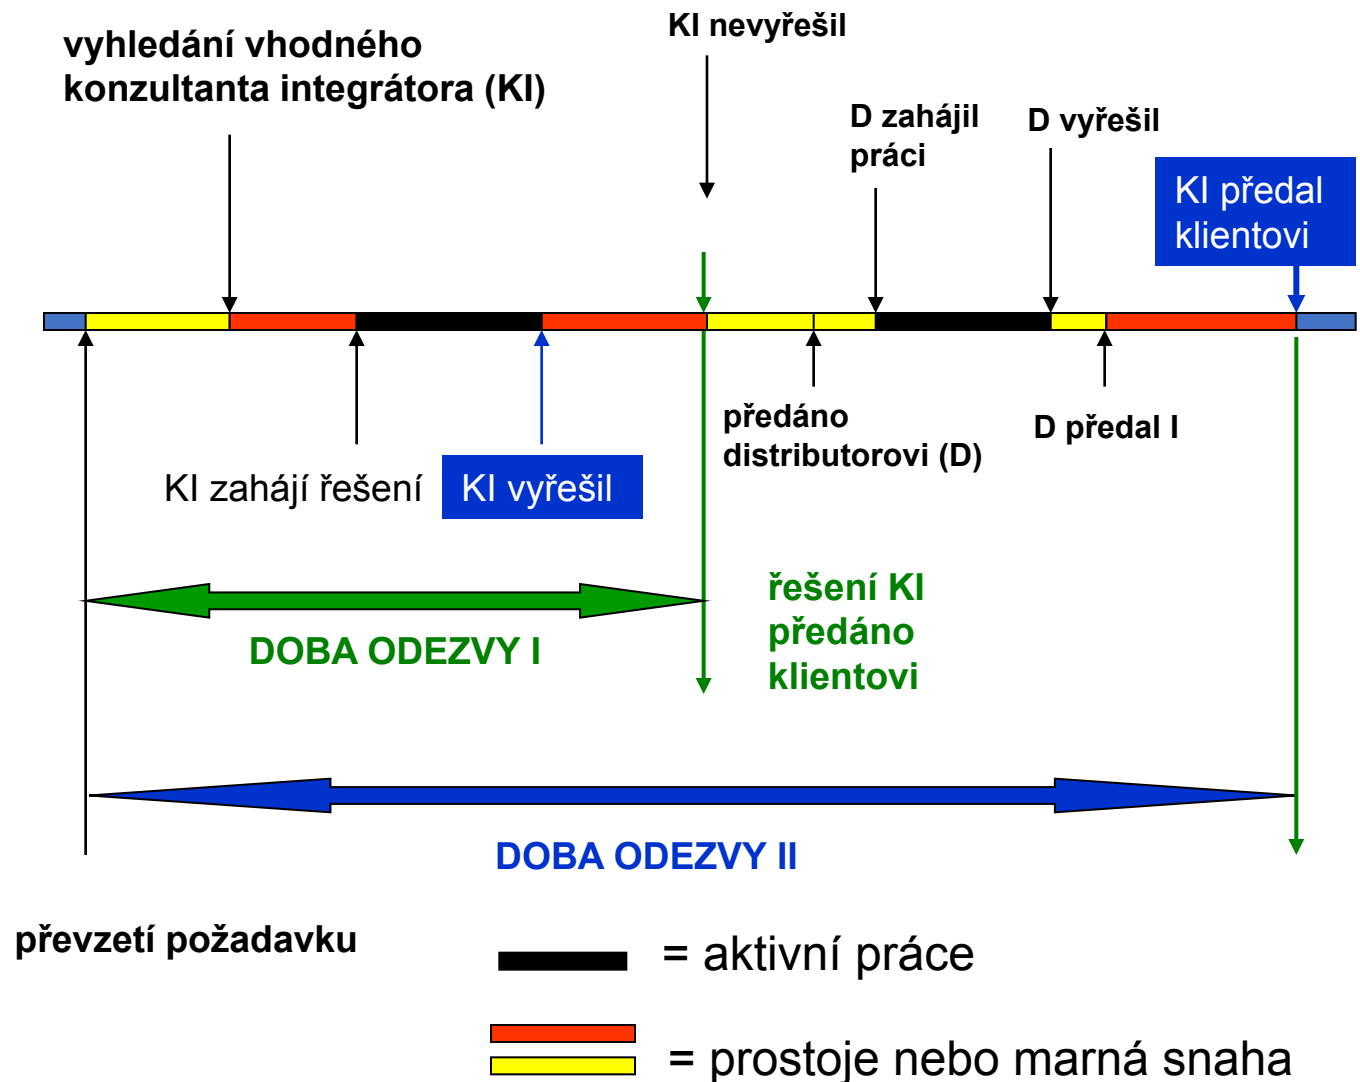 KI nevyřešil
vyhledání vhodného
konzultanta integrátora (KI)
D zahájil
práci
D vyřešil
KI předal
klientovi
předáno
distributorovi (D)
D předal I
KI zahájí řešení
KI vyřešil
řešení KI
předáno
klientovi
DOBA ODEZVY I
DOBA ODEZVY II
převzetí požadavku
= aktivní práce
= prostoje nebo marná snaha